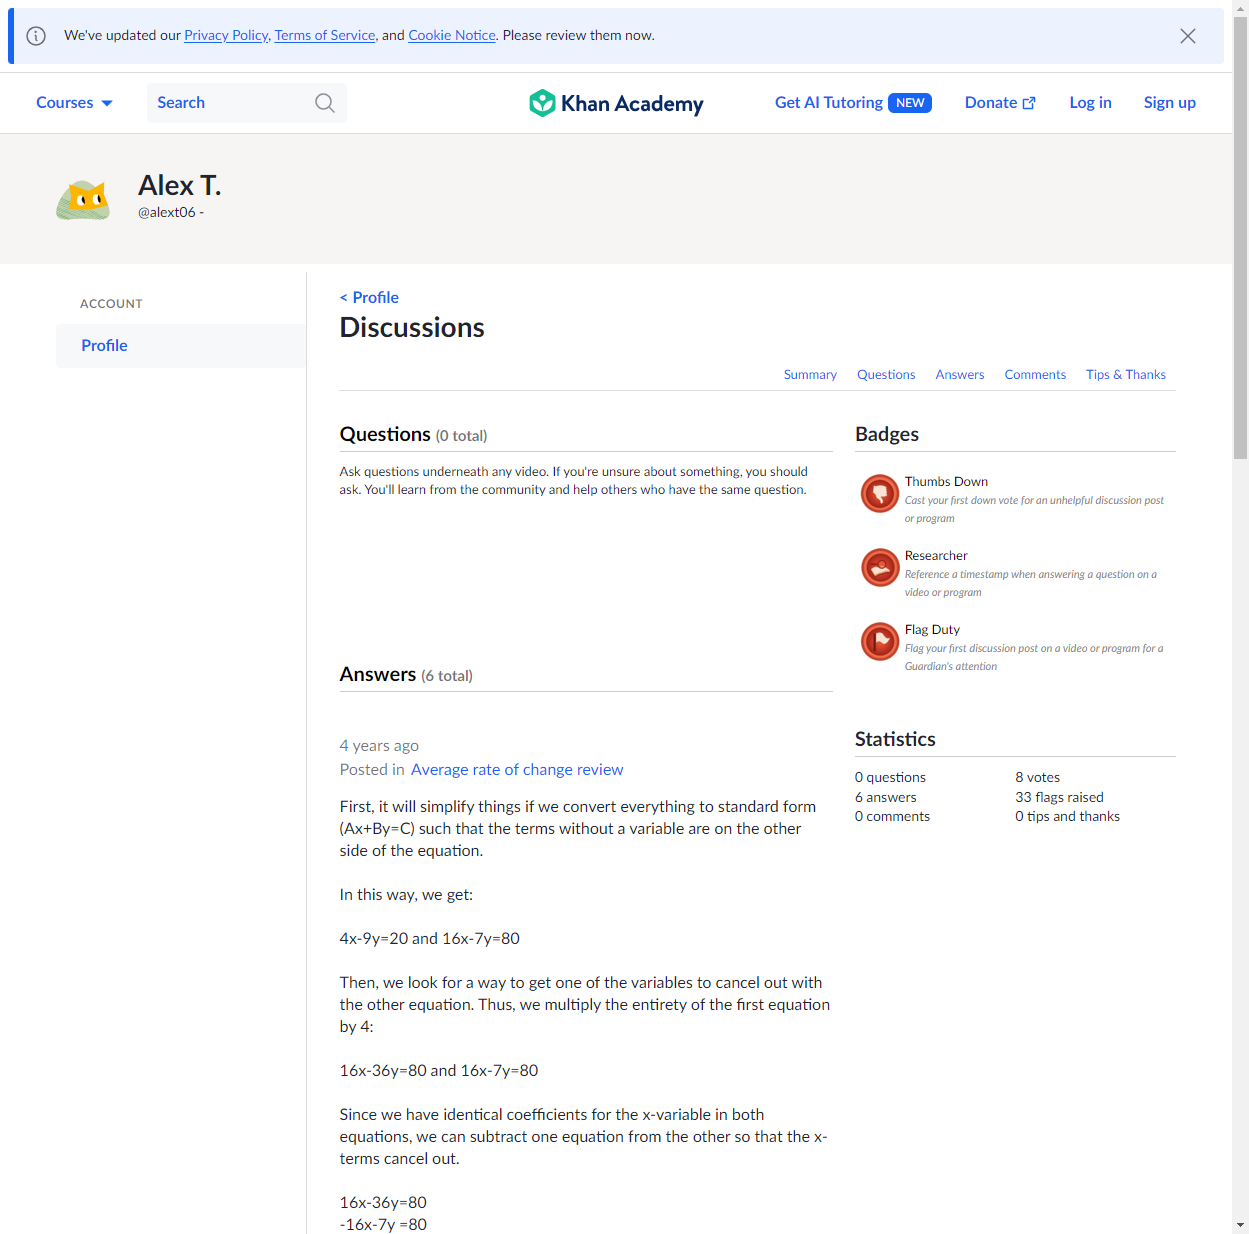 We've updated our Privacy Policy, Terms of Service, and Cookie Notice. Please review them now.
Courses
Search
Khan Academy
Get AI Tutoring NEW
Donate
Log in
Sign up
Alex T.
@alext06 -
ACCOUNT
Profile
< Profile
Discussions
Summary
Questions
Answers
Comments
Tips & Thanks
Questions (0 total)
Ask questions underneath any video. If you're unsure about something, you should
ask. You'll learn from the community and help others who have the same question.
Answers (6 total)
4 years ago
Posted in Average rate of change review
First, it will simplify things if we convert everything to standard form
(Ax+By=C) such that the terms without a variable are on the other
side of the equation.
In this way, we get:
4x-9y=20 and 16x-7y=80
Then, we look for a way to get one of the variables to cancel out with
the other equation. Thus, we multiply the entirety of the first equation
by 4:
16x-36y=80 and 16x-7y=80
Since we have identical coefficients for the x-variable in both
equations, we can subtract one equation from the other so that the x-
terms cancel out.
16x-36y=80
-16x-7y =80
Badges
Thumbs Down
Cast your first down vote for an unhelpful discussion post
or program
Researcher
Reference a timestamp when answering a question on a
video or program
Flag Duty
Flag your first discussion post on a video or program for a
Guardian's attention
Statistics
0 questions
6 answers
0 comments
8 votes
33 flags raised
0 tips and thanks